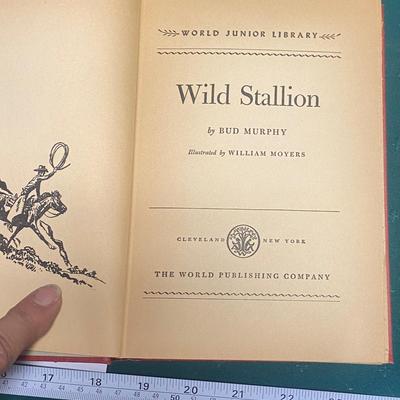 WORLD JUNIOR LIBRARY
Wild Stallion
by BUD MURPHY
Illustrated by WILLIAM MOYERS
CLEVELAND NEW YORK
THE WORLD PUBLISHING COMPANY
17 18 19 20 21 22